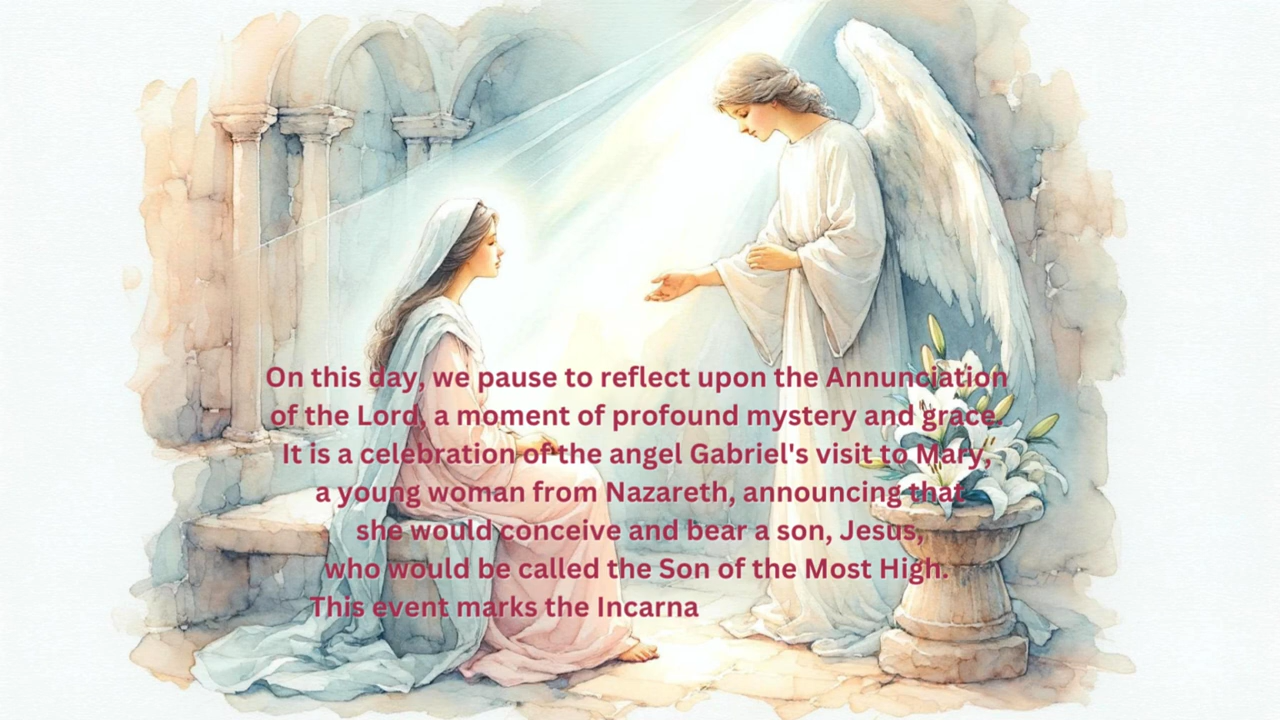 On this day, we pause to reflect upon the Annunciation
of the Lord, a moment of profound mystery and grace.
It is a celebration of the angel Gabriel's visit to Mary,
a young woman from Nazareth, announcing that
she would conceive and bear a son, Jesus,
who would be called the Son of the Most High.
This event marks the Incarna